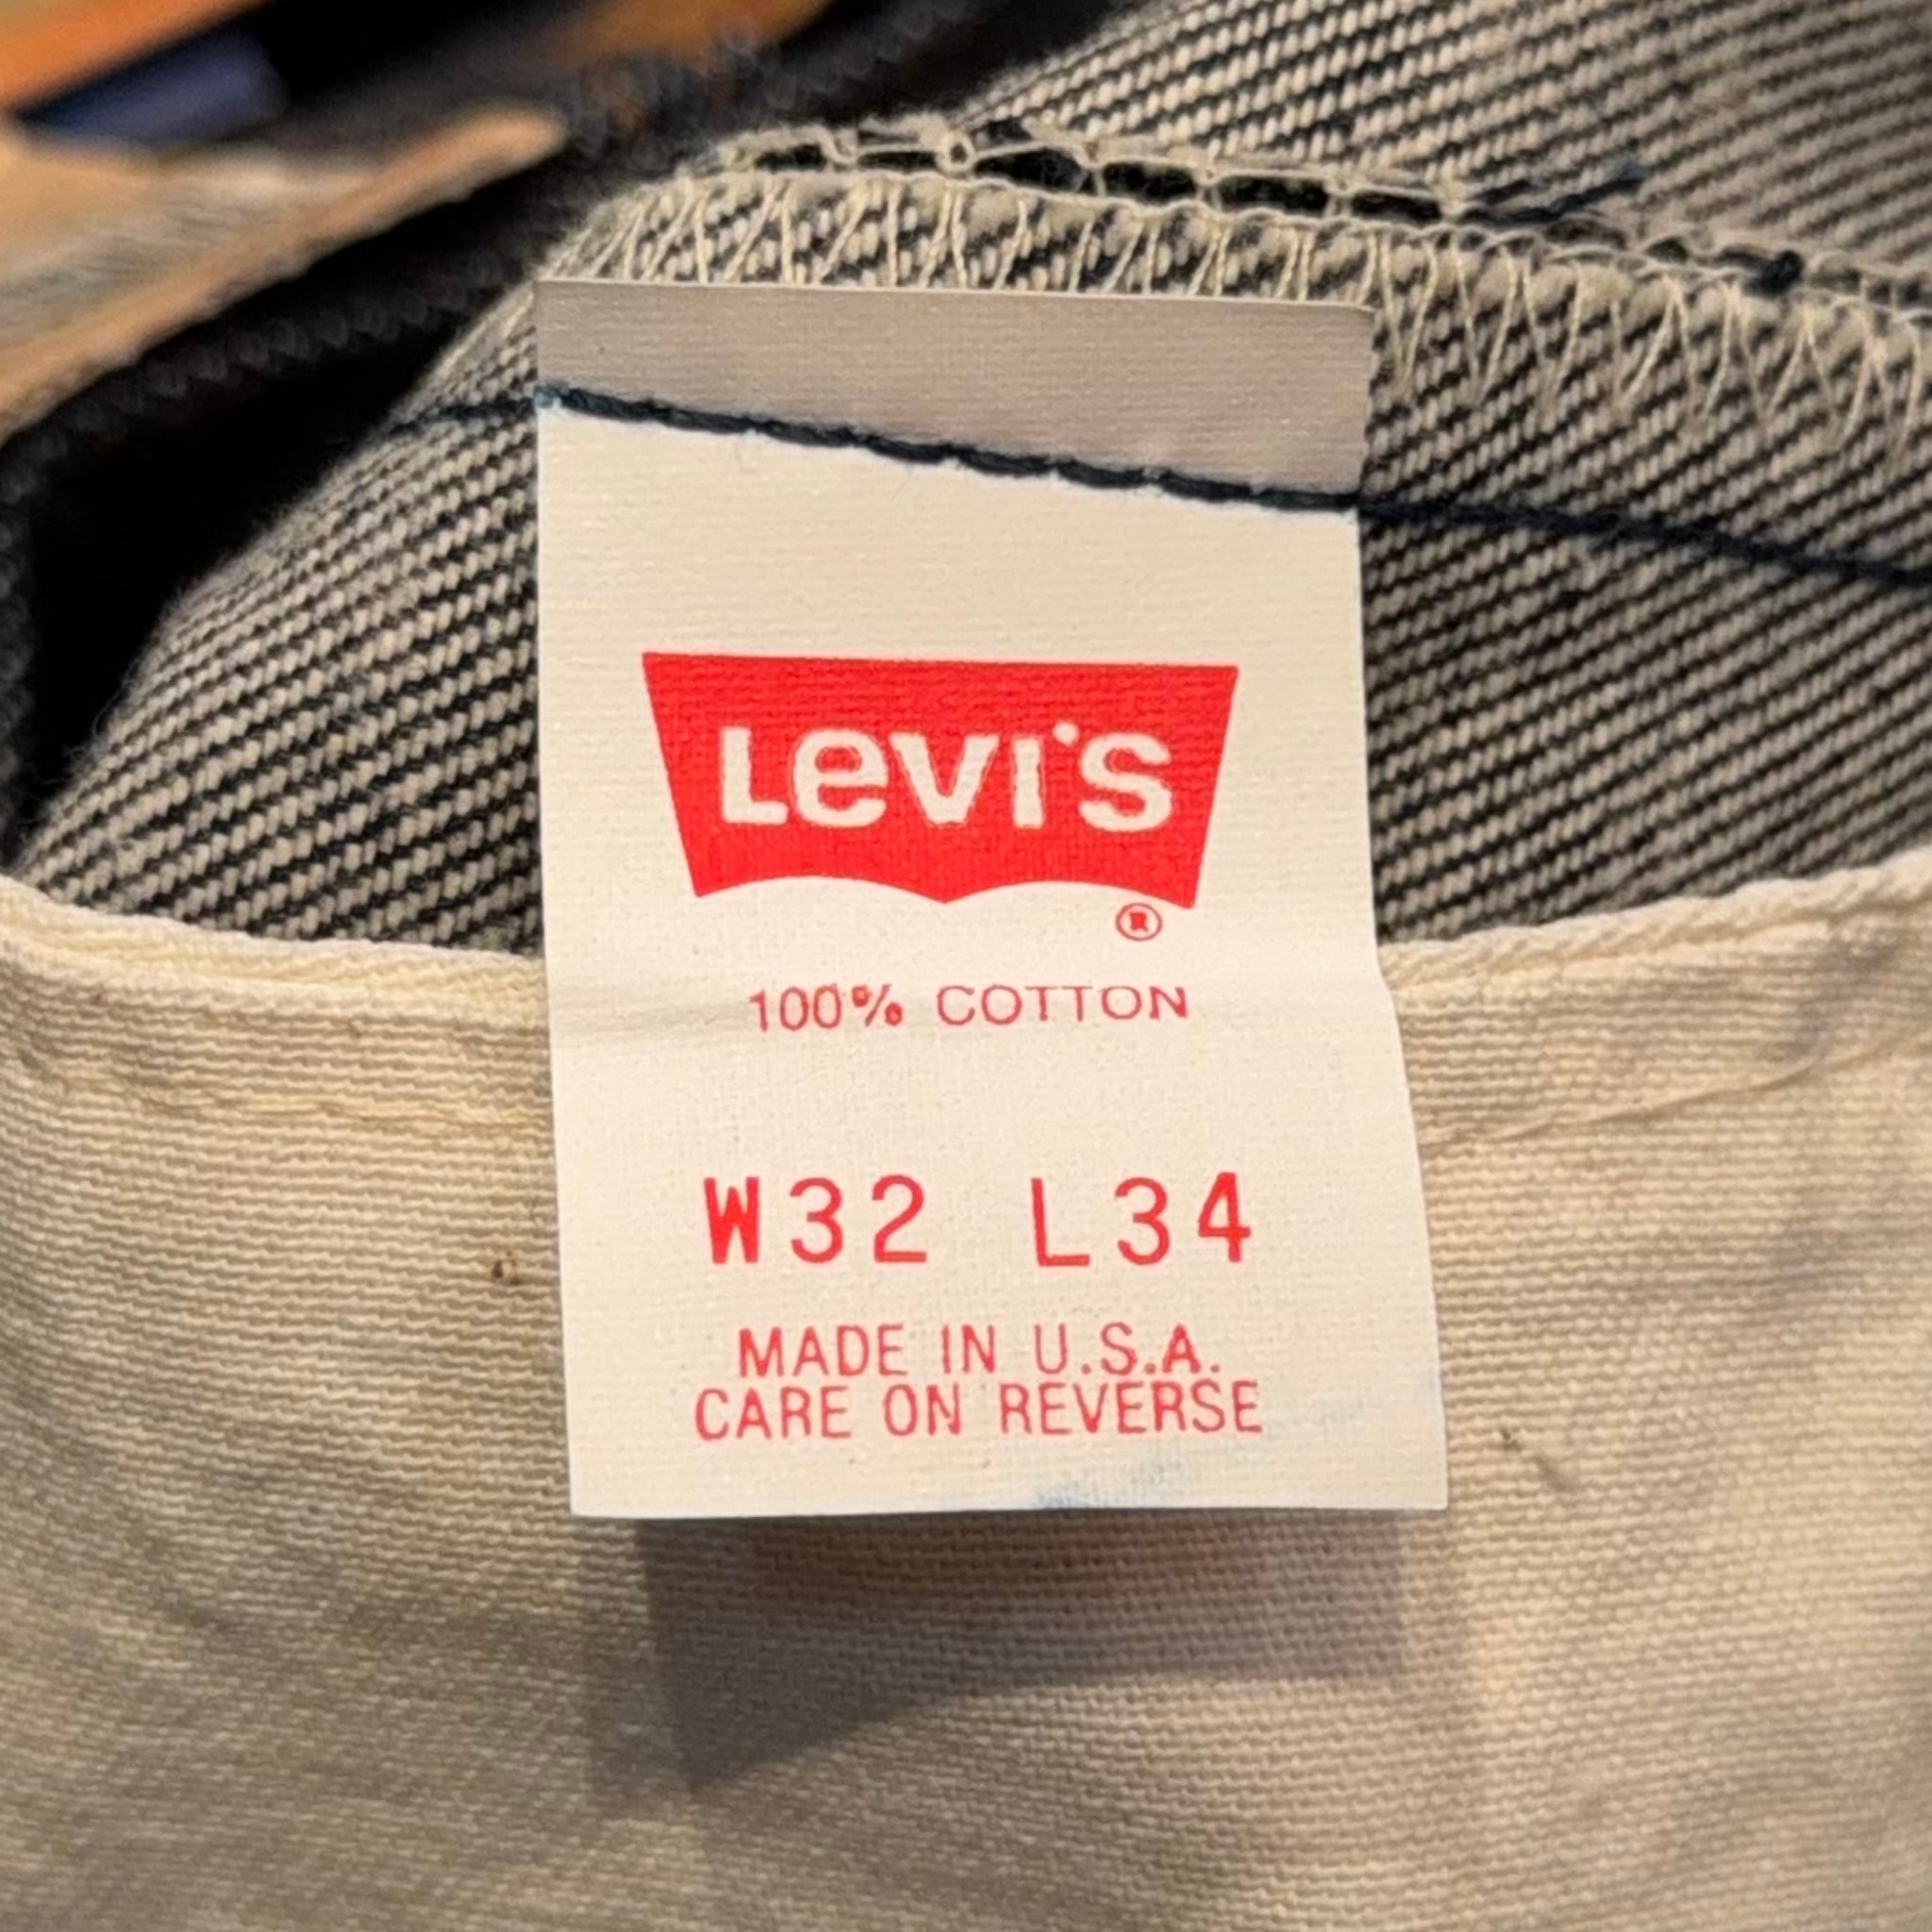 Levi's
®
100% COTTON
W32 L34
MADE IN U.S.A.
CARE ON REVERSE